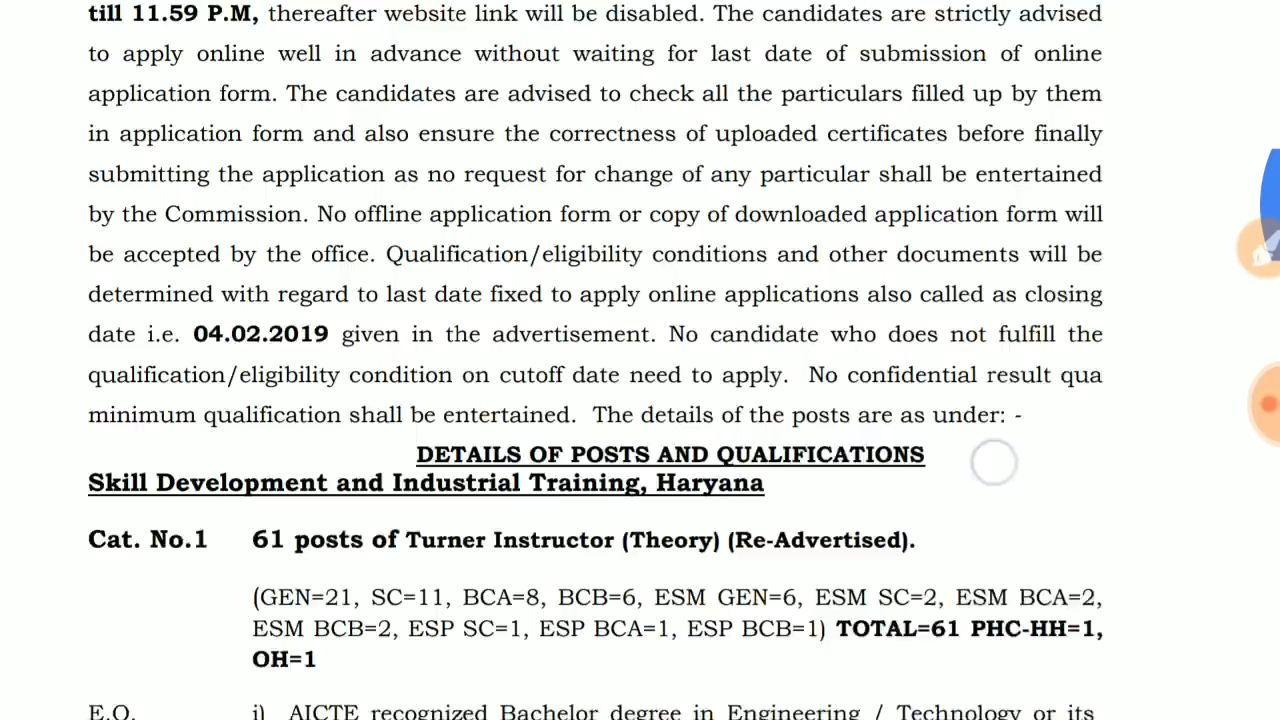 till 11.59 P.M, thereafter website link will be disabled. The candidates are strictly advised
to apply online well in advance without waiting for last date of submission of online
application form. The candidates are advised to check all the particulars filled up by them
in application form and also ensure the correctness of uploaded certificates before finally
submitting the application as no request for change of any particular shall be entertained
by the Commission. No offline application form or copy of downloaded application form will
be accepted by the office. Qualification/eligibility conditions and other documents will be
determined with regard to last date fixed to apply online applications also called as closing
date i.e. 04.02.2019 given in the advertisement. No candidate who does not fulfill the
qualification/eligibility condition on cutoff date need to apply. No confidential result qua
minimum qualification shall be entertained. The details of the posts are as under: -
DETAILS OF POSTS AND QUALIFICATIONS
Skill Development and Industrial Training, Haryana
Cat. No.1 61 posts of Turner Instructor (Theory) (Re-Advertised).
(GEN=21, SC=11, BCA=8, BCB=6, ESM GEN=6, ESM SC=2, ESM BCA=2,
ESM BCB=2, ESP SC=1, ESP BCA=1, ESP BCB=1) TOTAL=61 PHC-HH=1,
OH=1
E.Q. i) AICTE recognized Bachelor degree in Engineering / Technology or its